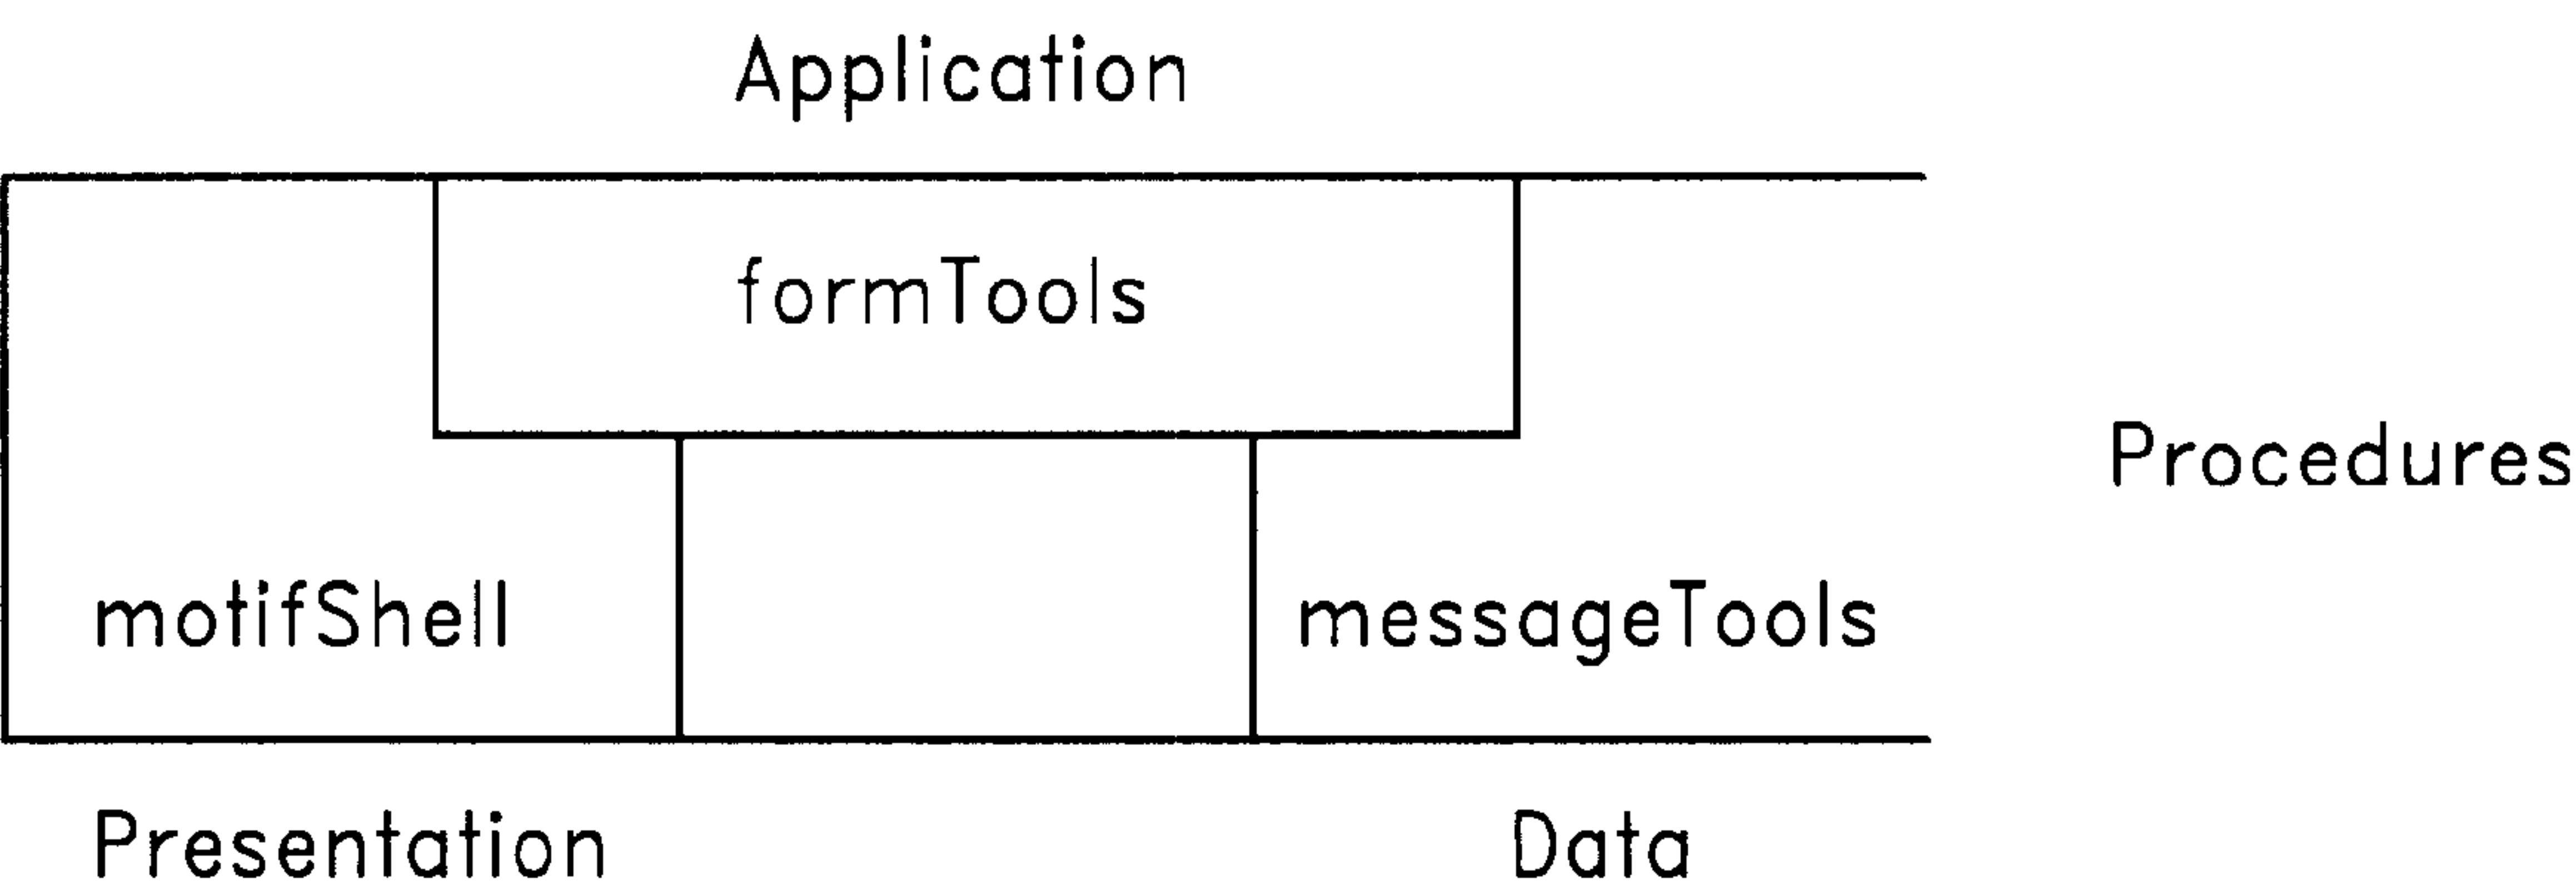 Application
formTools
Procedures
motifShell
messageTools
Presentation
Data